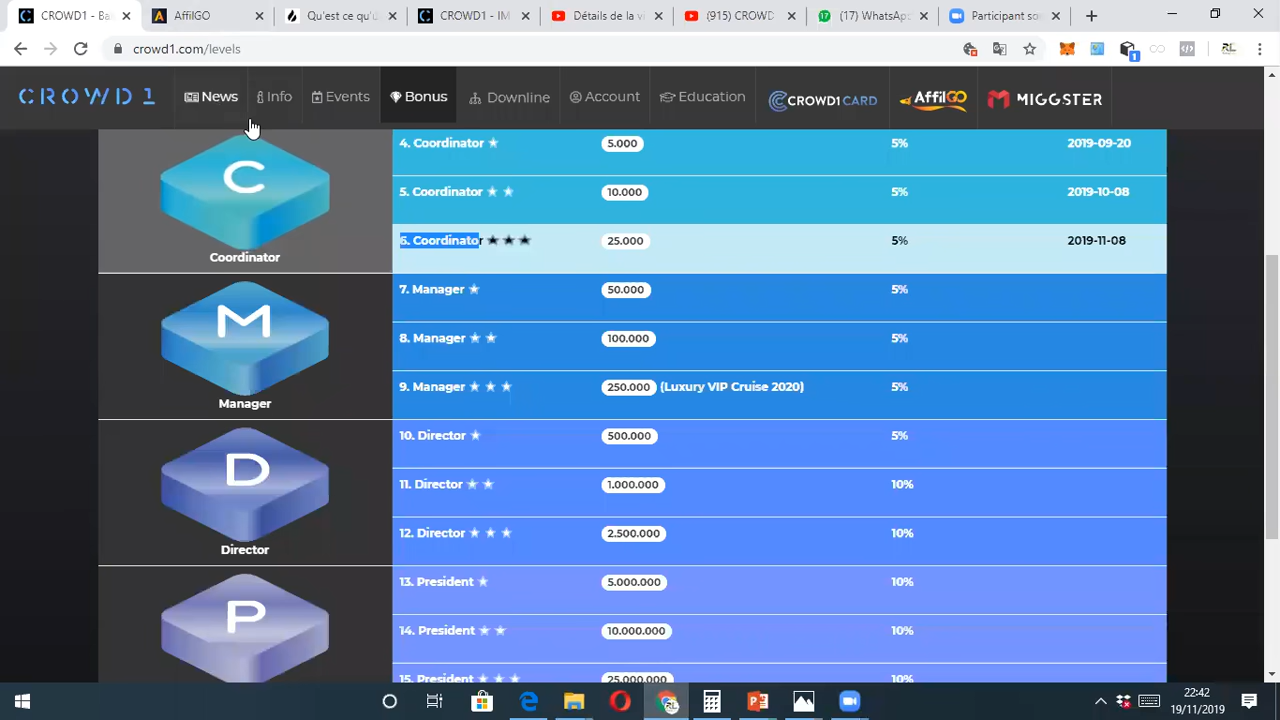 CROWD1 - Ba
AffilGO
Qu'est ce qu'u
CROWD1 - IM
Détails de la vi
(915) CROWD
(17) WhatsAp
Participant so
crowd1.com/levels
1
RL
CROWD1
News
Info
Events
Bonus
Downline
Account
Education
CROWD1CARD
AffilGO
MIGGSTER
C
Coordinator
4. Coordinator ★ 5.000 5% 2019-09-20
5. Coordinator ★ ★ 10.000 5% 2019-10-08
6. Coordinator ★ ★ ★ 25.000 5% 2019-11-08
M
Manager
7. Manager ★ 50.000 5%
8. Manager ★ ★ 100.000 5%
9. Manager ★ ★ ★ 250.000 (Luxury VIP Cruise 2020) 5%
D
Director
10. Director ★ 500.000 5%
11. Director ★ ★ 1.000.000 10%
12. Director ★ ★ ★ 2.500.000 10%
P
13. President ★ 5.000.000 10%
14. President ★ ★ 10.000.000 10%
15. President ★ ★ ★ 25.000.000 10%
RL
22:42
19/11/2019